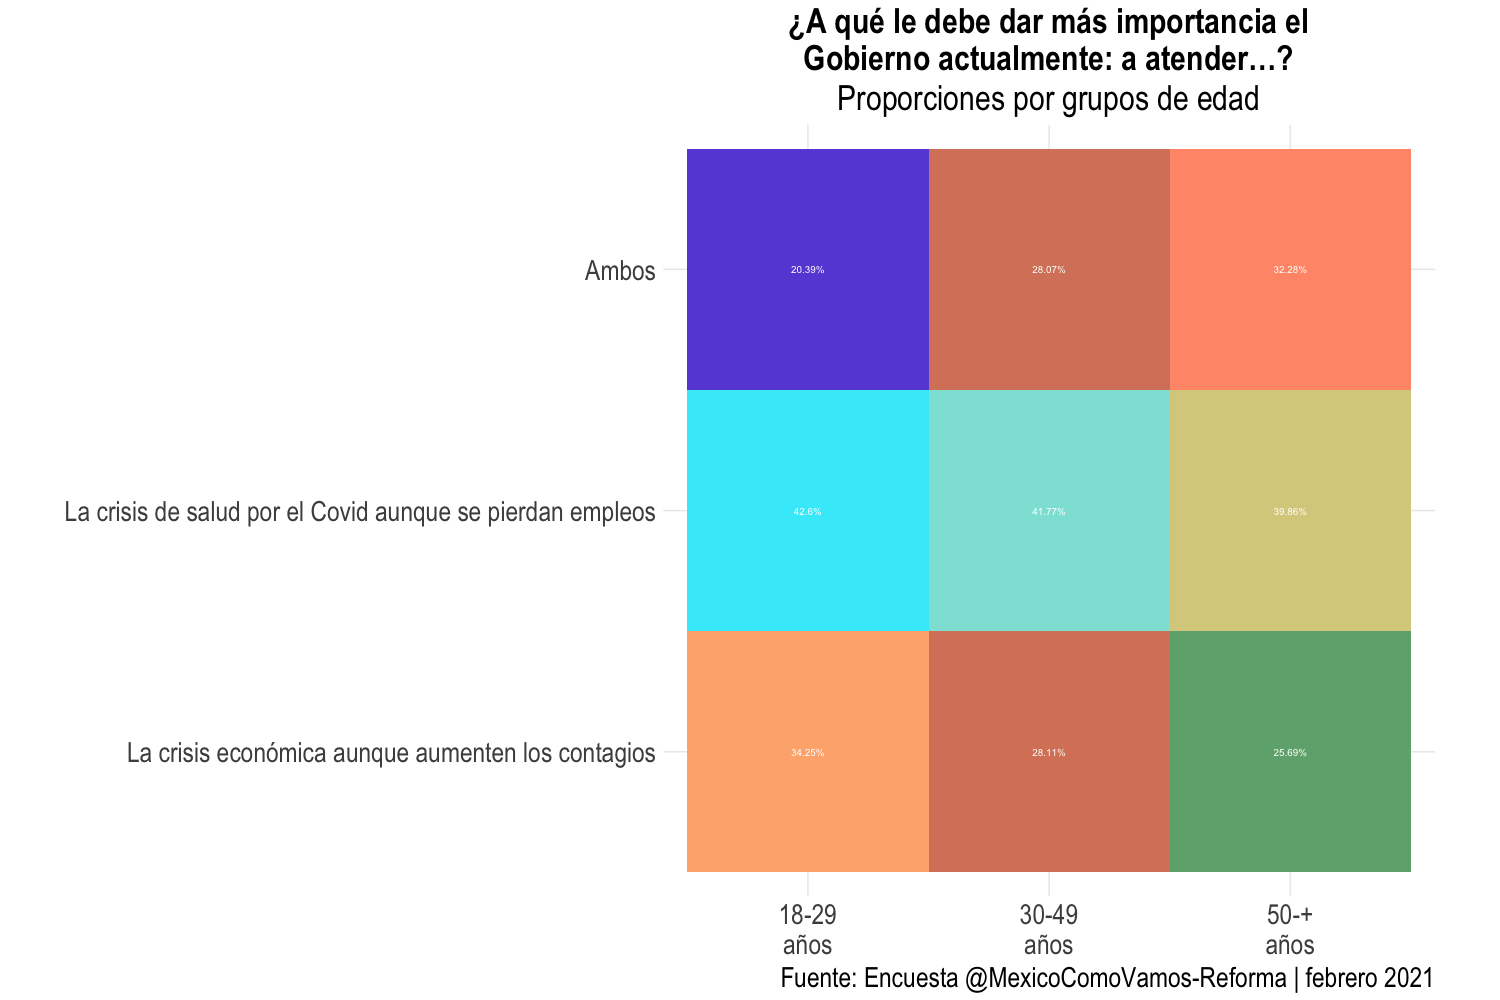 ¿A qué le debe dar más importancia el
Gobierno actualmente: a atender…?
Proporciones por grupos de edad
Ambos
20.39%
28.07%
32.28%
La crisis de salud por el Covid aunque se pierdan empleos
42.6%
41.77%
39.86%
La crisis económica aunque aumenten los contagios
34.25%
28.11%
25.69%
18-29
años
30-49
años
50-+
años
Fuente: Encuesta @MexicoComoVamos-Reforma | febrero 2021